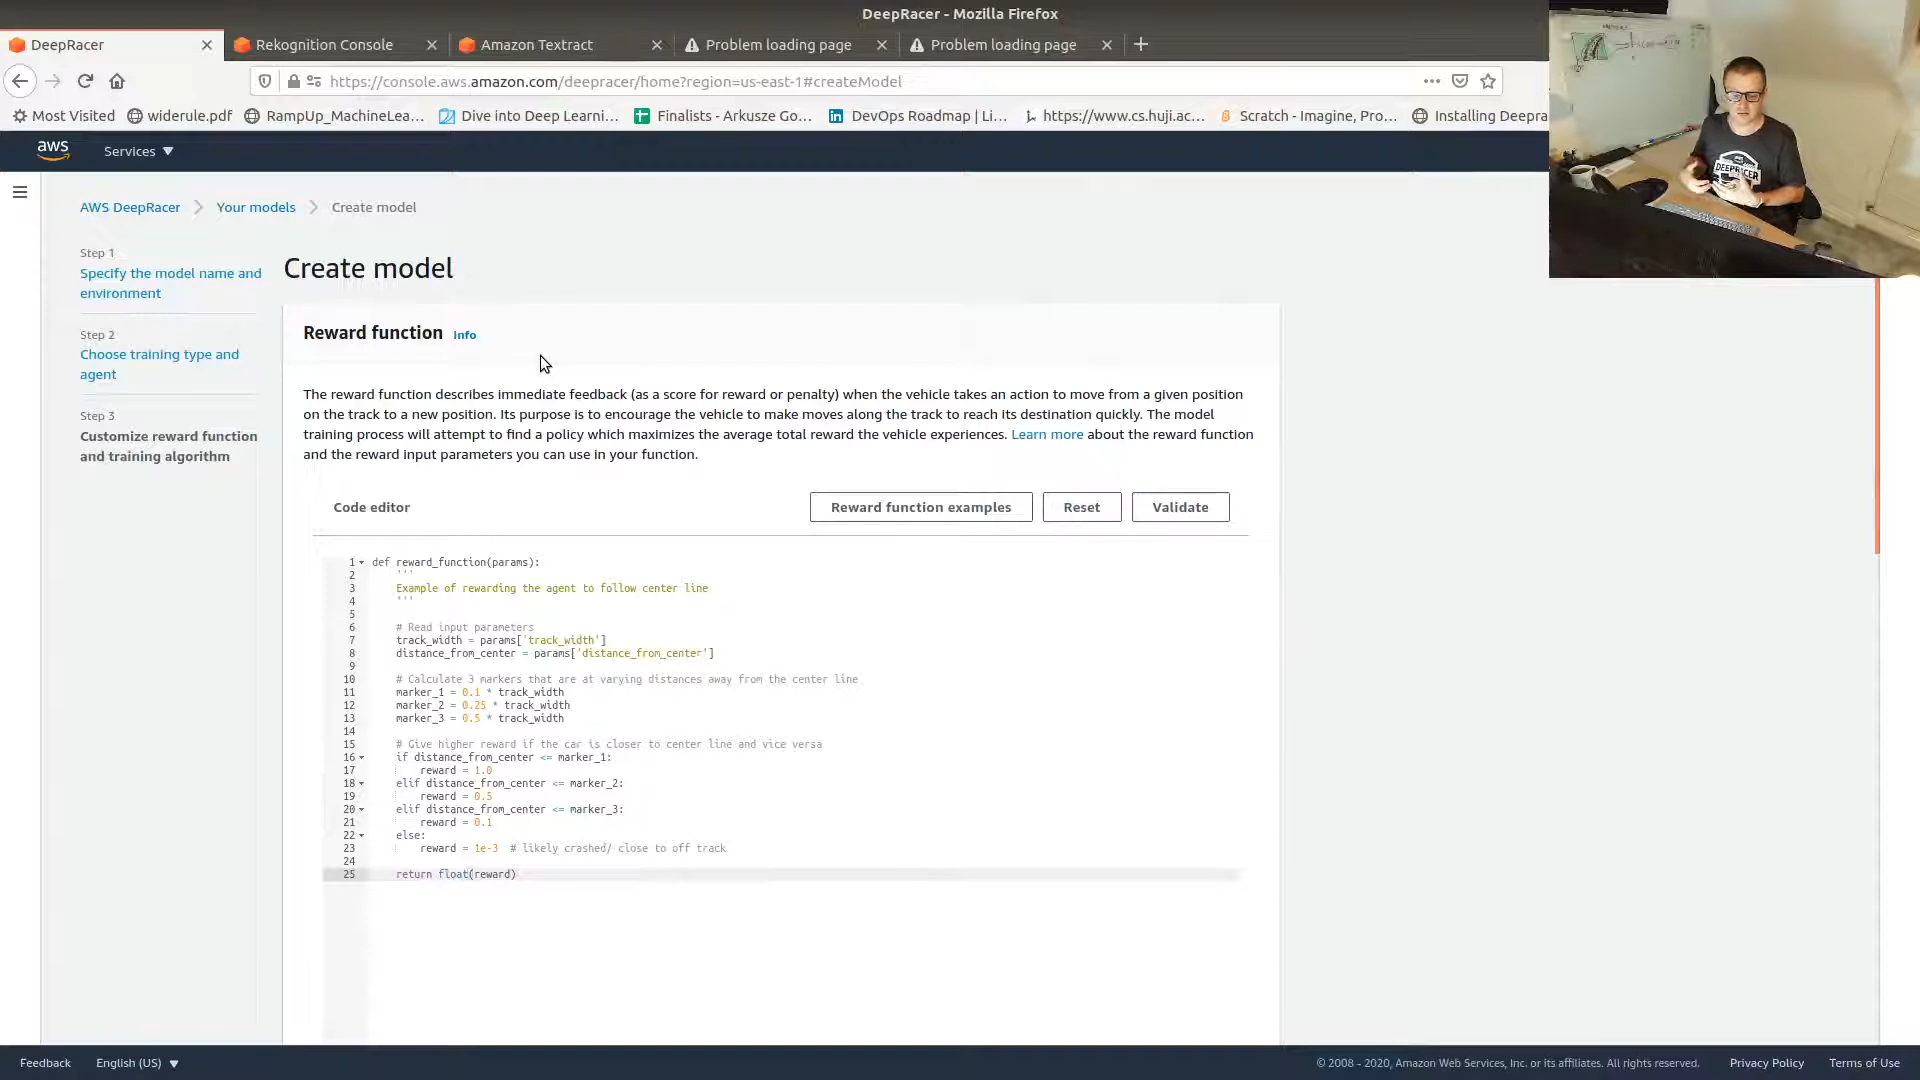 DeepRacer - Mozilla Firefox
DeepRacer
Rekognition Console
Amazon Textract
Problem loading page
Problem loading page
https://console.aws.amazon.com/deepracer/home?region=us-east-1#createModel
Most Visited
widerule.pdf
RampUp_MachineLea…
Dive into Deep Learni…
Finalists - Arkusze Go…
DevOps Roadmap | Li…
https://www.cs.huji.ac…
Scratch - Imagine, Pro…
Installing Deepra
aws
Services
AWS DeepRacer
Your models
Create model
Step 1
Specify the model name and
environment
Step 2
Choose training type and
agent
Step 3
Customize reward function
and training algorithm
Create model
Reward function Info
The reward function describes immediate feedback (as a score for reward or penalty) when the vehicle takes an action to move from a given position
on the track to a new position. Its purpose is to encourage the vehicle to make moves along the track to reach its destination quickly. The model
training process will attempt to find a policy which maximizes the average total reward the vehicle experiences. Learn more about the reward function
and the reward input parameters you can use in your function.
Code editor
Reward function examples
Reset
Validate
1 def reward_function(params):
2 '''
3 Example of rewarding the agent to follow center line
4 '''
5
6 # Read input parameters
7 track_width = params['track_width']
8 distance_from_center = params['distance_from_center']
9
10 # Calculate 3 markers that are at varying distances away from the center line
11 marker_1 = 0.1 * track_width
12 marker_2 = 0.25 * track_width
13 marker_3 = 0.5 * track_width
14
15 # Give higher reward if the car is closer to center line and vice versa
16 if distance_from_center <= marker_1:
17 reward = 1.0
18 elif distance_from_center <= marker_2:
19 reward = 0.5
20 elif distance_from_center <= marker_3:
21 reward = 0.1
22 else:
23 reward = 1e-3 # likely crashed/ close to off track
24
25 return float(reward)
Feedback
English (US)
© 2008 - 2020, Amazon Web Services, Inc. or its affiliates. All rights reserved.
Privacy Policy
Terms of Use
DEEPRACER